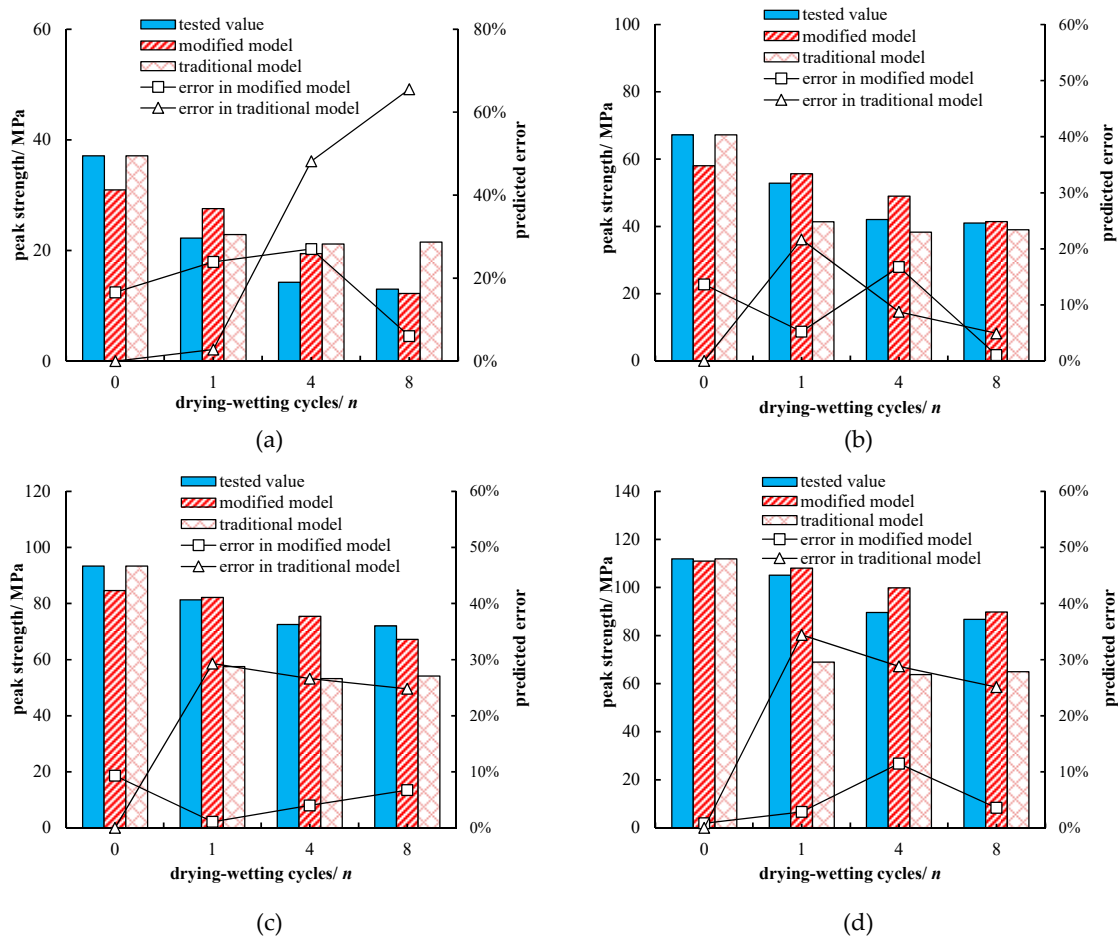 60
40
20
0
peak strength/ MPa
tested value
modified model
traditional model
error in modified model
error in traditional model
80%
60%
40%
20%
0%
predicted error
0 1 4 8
drying-wetting cycles/ n
(a)
100
80
60
40
20
0
peak strength/ MPa
tested value
modified model
traditional model
error in modified model
error in traditional model
60%
50%
40%
30%
20%
10%
0%
predicted error
0 1 4 8
drying-wetting cycles/ n
(b)
120
100
80
60
40
20
0
peak strength/ MPa
tested value
modified model
traditional model
error in modified model
error in traditional model
60%
50%
40%
30%
20%
10%
0%
predicted error
0 1 4 8
drying-wetting cycles/ n
(c)
140
120
100
80
60
40
20
0
peak strength/ MPa
tested value
modified model
traditional model
error in modified model
error in traditional model
60%
50%
40%
30%
20%
10%
0%
predicted error
0 1 4 8
drying-wetting cycles/ n
(d)